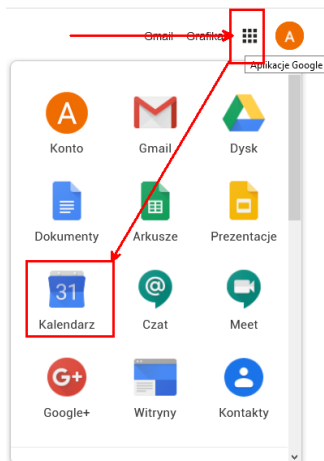 Gmail Grafika
A
Aplikacje Google
A
Konto Gmail Dysk
Dokumenty Arkusze Prezentacje
31 @
Kalendarz Czat Meet
G+
Google+ Witryny Kontakty